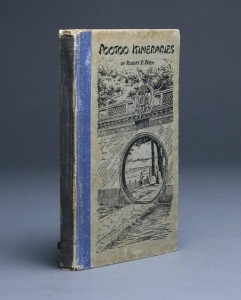 POOTOO ITINERARIES
BY ROBERT F. FITCH